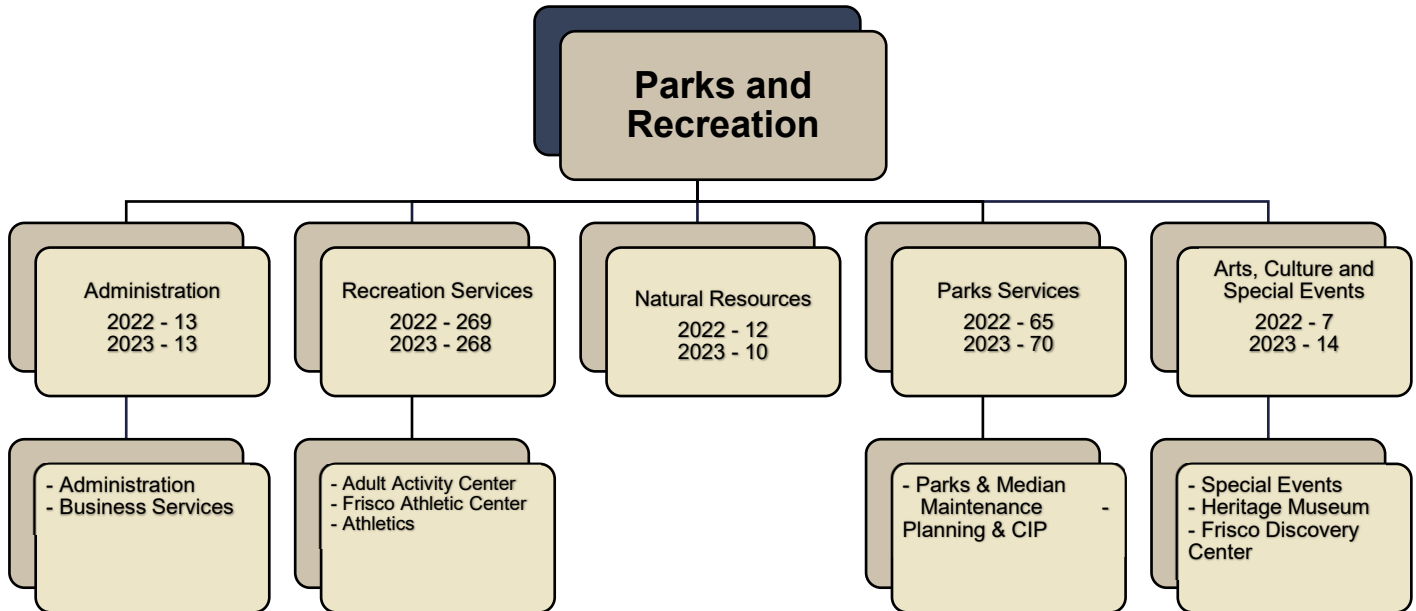 Parks and
Recreation
Administration
2022 - 13
2023 - 13
Recreation Services
2022 - 269
2023 - 268
Natural Resources
2022 - 12
2023 - 10
Parks Services
2022 - 65
2023 - 70
Arts, Culture and
Special Events
2022 - 7
2023 - 14
- Administration
- Business Services
- Adult Activity Center
- Frisco Athletic Center
- Athletics
- Parks & Median
Maintenance -
Planning & CIP
- Special Events
- Heritage Museum
- Frisco Discovery
Center